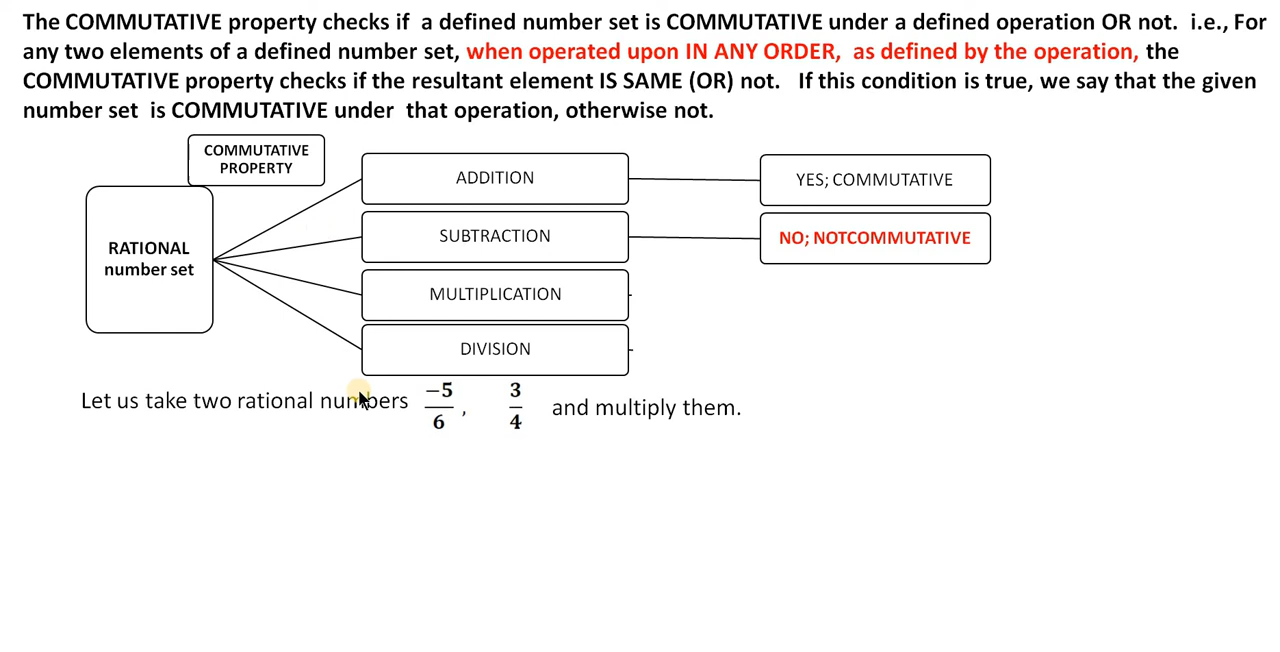 The COMMUTATIVE property checks if a defined number set is COMMUTATIVE under a defined operation OR not. i.e., For
any two elements of a defined number set, when operated upon IN ANY ORDER, as defined by the operation, the
COMMUTATIVE property checks if the resultant element IS SAME (OR) not. If this condition is true, we say that the given
number set is COMMUTATIVE under that operation, otherwise not.
COMMUTATIVE
PROPERTY
RATIONAL
number set
ADDITION
YES; COMMUTATIVE
SUBTRACTION
NO; NOTCOMMUTATIVE
MULTIPLICATION
DIVISION
Let us take two rational numbers −5/6 , 3/4 and multiply them.